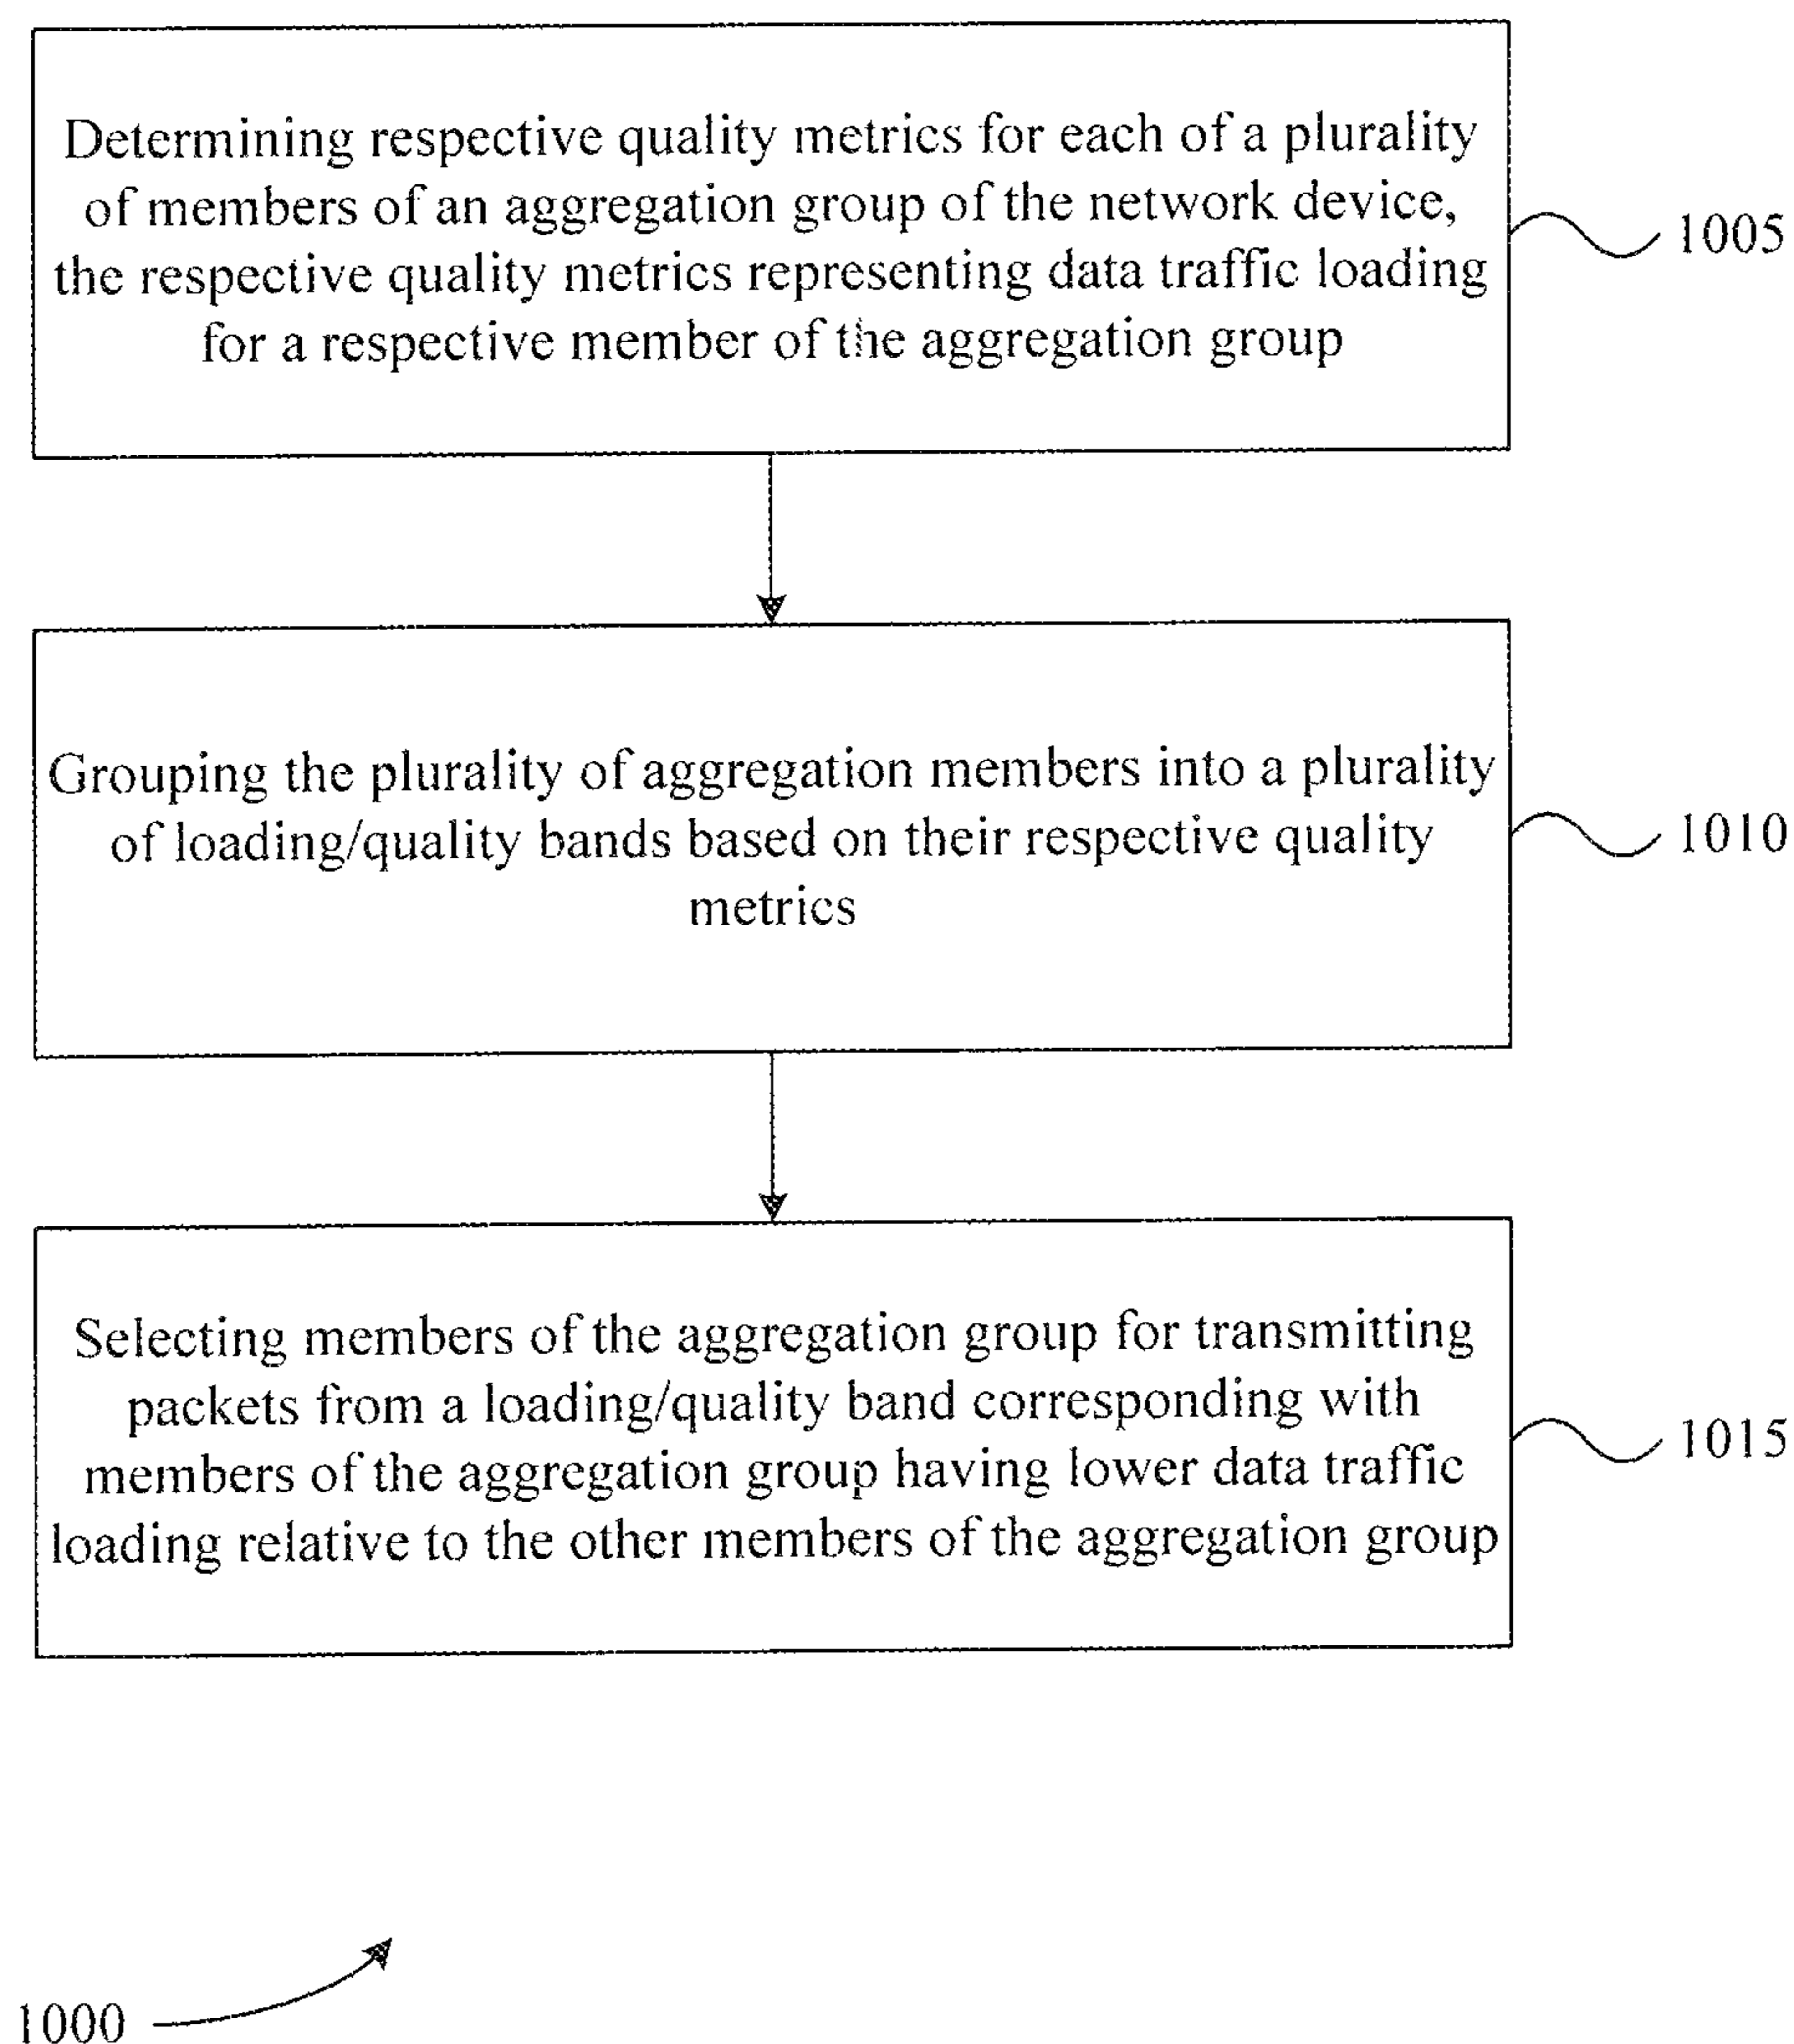 Determining respective quality metrics for each of a plurality
of members of an aggregation group of the network device,
the respective quality metrics representing data traffic loading
for a respective member of the aggregation group
1005
Grouping the plurality of aggregation members into a plurality
of loading/quality bands based on their respective quality
metrics
1010
Selecting members of the aggregation group for transmitting
packets from a loading/quality band corresponding with
members of the aggregation group having lower data traffic
loading relative to the other members of the aggregation group
1015
1000